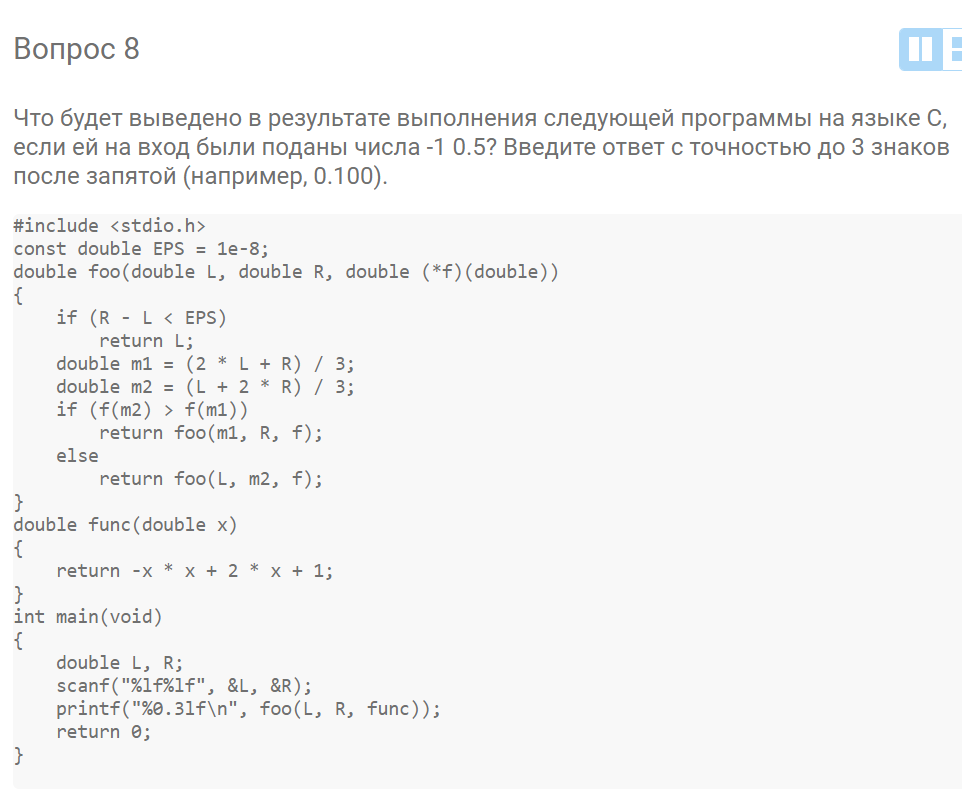 Вопрос 8
Что будет выведено в результате выполнения следующей программы на языке C,
если ей на вход были поданы числа -1 0.5? Введите ответ с точностью до 3 знаков
после запятой (например, 0.100).
#include <stdio.h>
const double EPS = 1e-8;
double foo(double L, double R, double (*f)(double))
{
    if (R - L < EPS)
        return L;
    double m1 = (2 * L + R) / 3;
    double m2 = (L + 2 * R) / 3;
    if (f(m2) > f(m1))
        return foo(m1, R, f);
    else
        return foo(L, m2, f);
}
double func(double x)
{
    return -x * x + 2 * x + 1;
}
int main(void)
{
    double L, R;
    scanf("%lf%lf", &L, &R);
    printf("%0.3lf\n", foo(L, R, func));
    return 0;
}